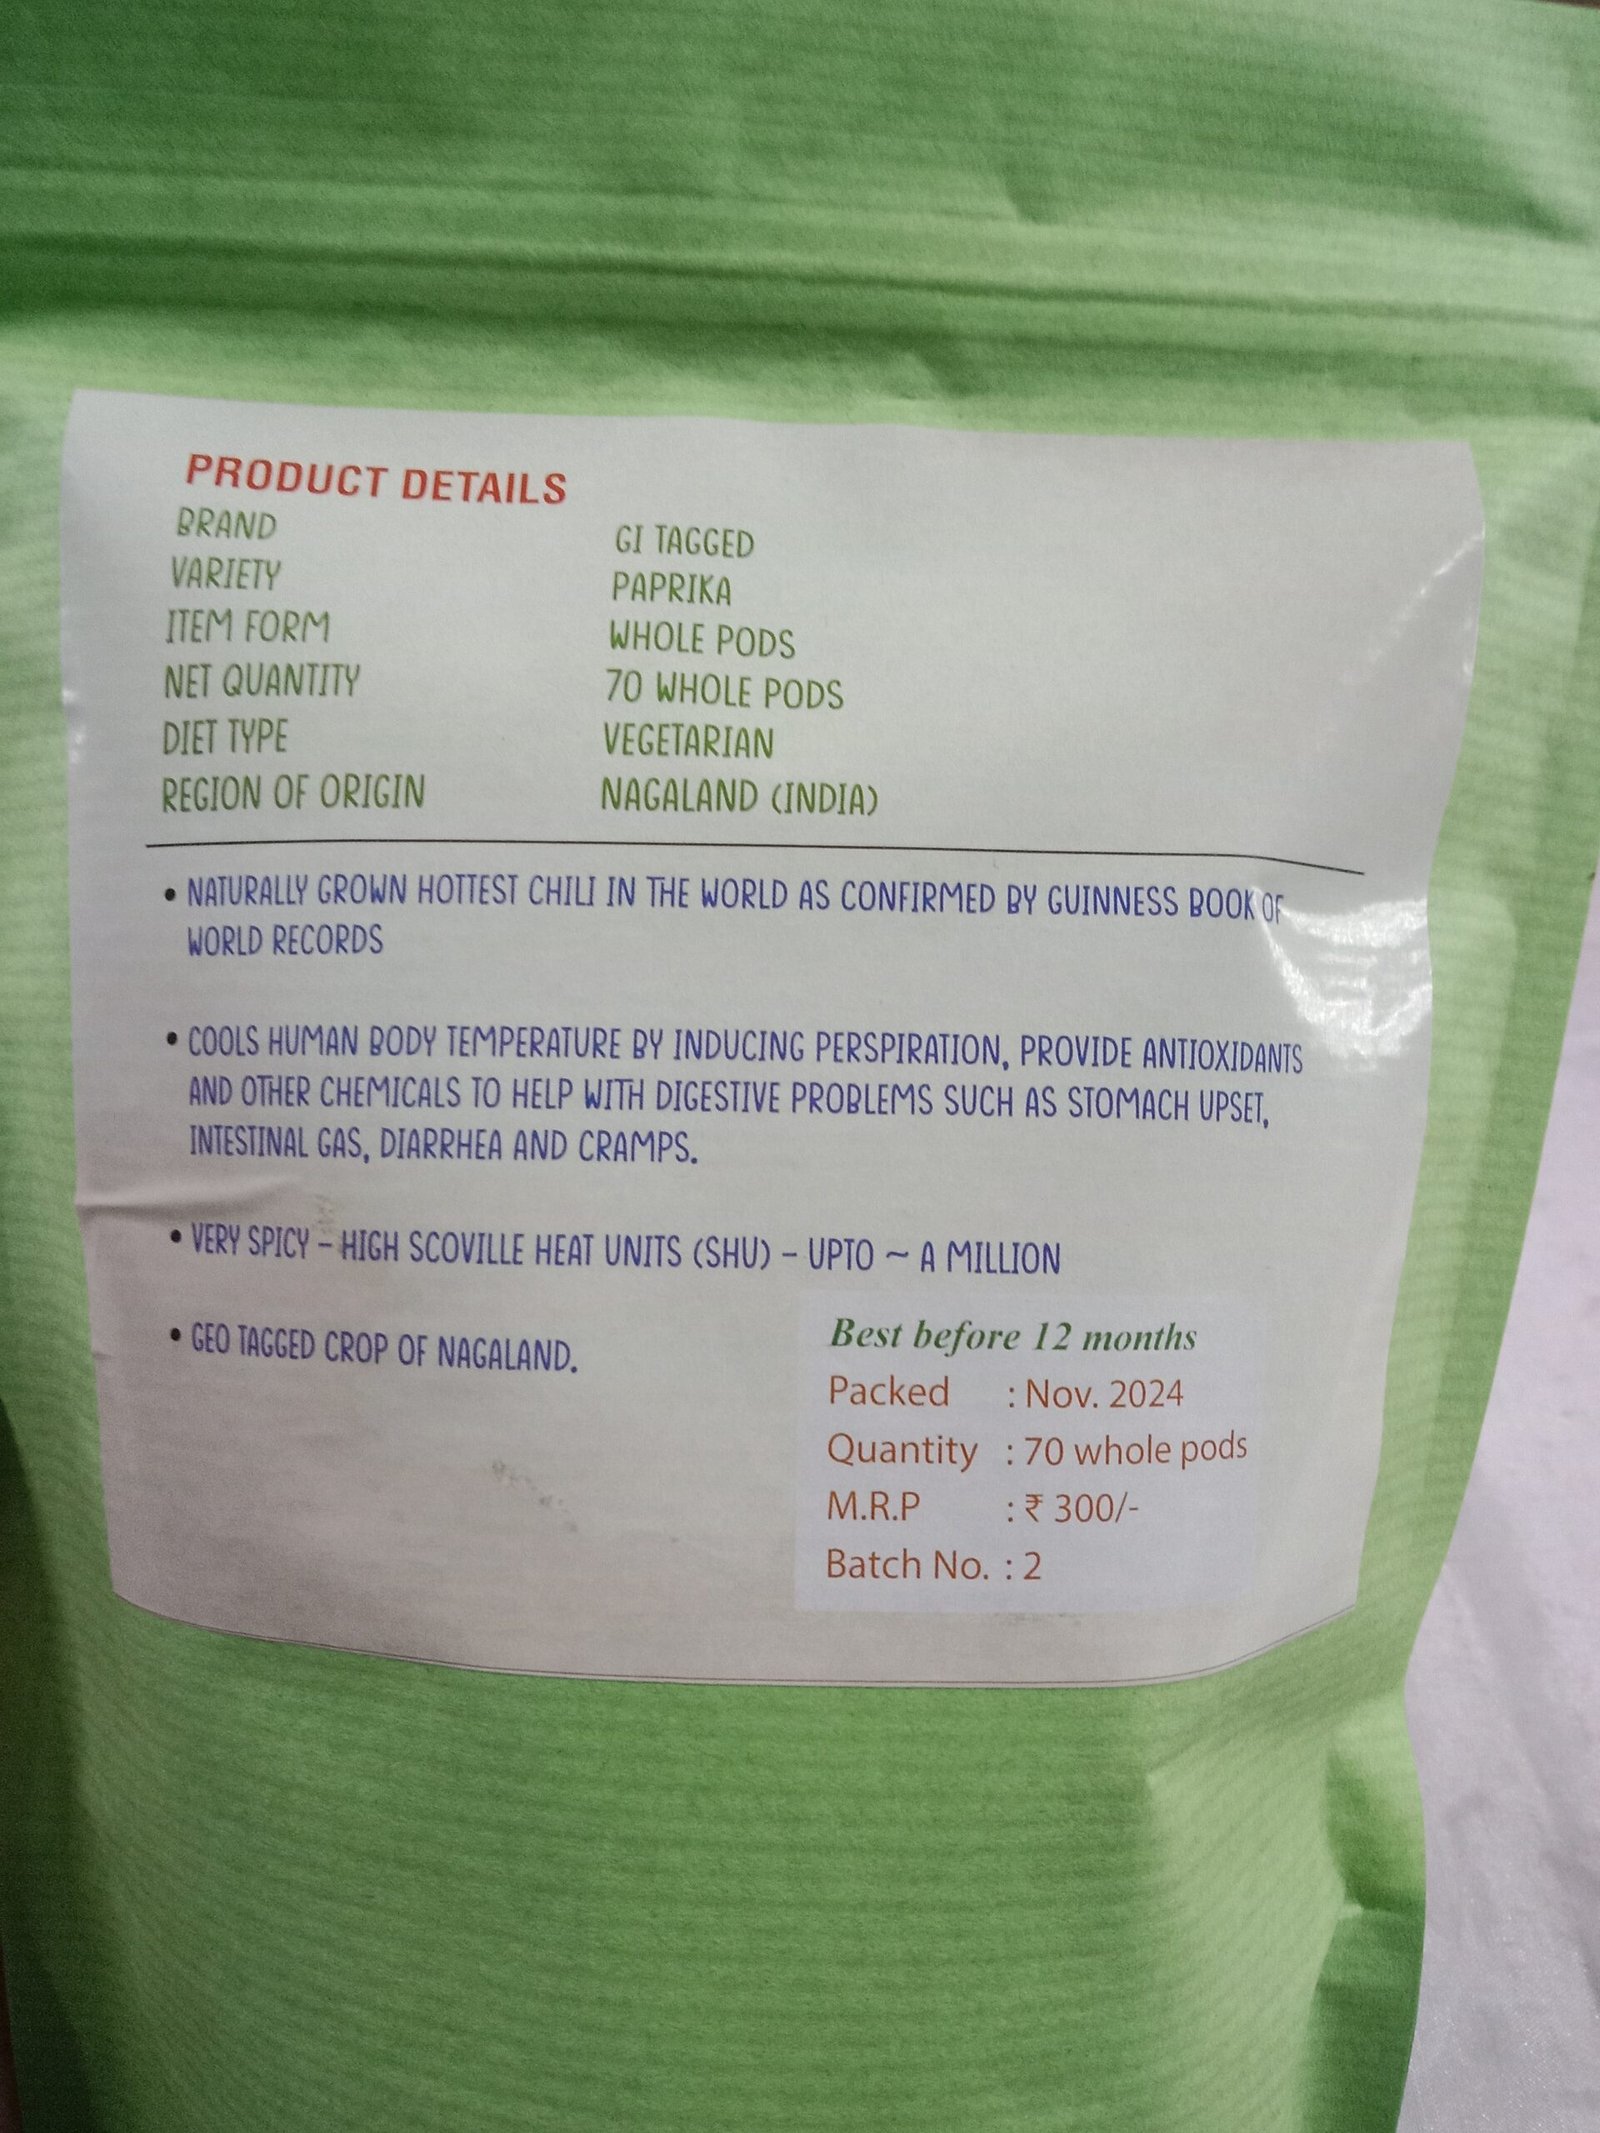 PRODUCT DETAILS
BRAND GI TAGGED
VARIETY PAPRIKA
ITEM FORM WHOLE PODS
NET QUANTITY 70 WHOLE PODS
DIET TYPE VEGETARIAN
REGION OF ORIGIN NAGALAND (INDIA)
• NATURALLY GROWN HOTTEST CHILI IN THE WORLD AS CONFIRMED BY GUINNESS BOOK OF
WORLD RECORDS
• COOLS HUMAN BODY TEMPERATURE BY INDUCING PERSPIRATION, PROVIDE ANTIOXIDANTS
AND OTHER CHEMICALS TO HELP WITH DIGESTIVE PROBLEMS SUCH AS STOMACH UPSET,
INTESTINAL GAS, DIARRHEA AND CRAMPS.
• VERY SPICY – HIGH SCOVILLE HEAT UNITS (SHU) – UPTO ~ A MILLION
• GEO TAGGED CROP OF NAGALAND.
Best before 12 months
Packed : Nov. 2024
Quantity : 70 whole pods
M.R.P : ₹ 300/-
Batch No. : 2